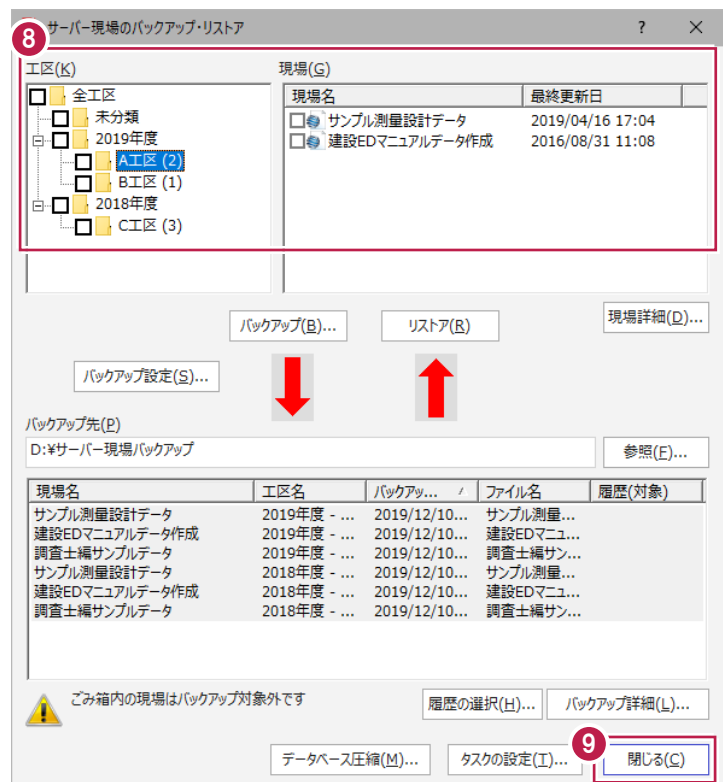 8
サーバー現場のバックアップ・リストア ? ×
工区(K) 現場(G)
全工区
未分類
2019年度
A工区 (2)
B工区 (1)
2018年度
C工区 (3)
現場名 最終更新日
サンプル測量設計データ 2019/04/16 17:04
建設EDマニュアルデータ作成 2016/08/31 11:08
バックアップ(B)... リストア(R) 現場詳細(D)...
バックアップ設定(S)...
バックアップ先(P)
D:¥サーバー現場バックアップ 参照(F)...
現場名 工区名 バックアッ... ファイル名 履歴(対象)
サンプル測量設計データ 2019年度 - ... 2019/12/10... サンプル測量...
建設EDマニュアルデータ作成 2019年度 - ... 2019/12/10... 建設EDマニュ...
調査士編サンプルデータ 2019年度 - ... 2019/12/10... 調査士編サン...
サンプル測量設計データ 2018年度 - ... 2019/12/10... サンプル測量...
建設EDマニュアルデータ作成 2018年度 - ... 2019/12/10... 建設EDマニュ...
調査士編サンプルデータ 2018年度 - ... 2019/12/10... 調査士編サン...
ごみ箱内の現場はバックアップ対象外です
履歴の選択(H)... バックアップ詳細(L)...
9
データベース圧縮(M)... タスクの設定(T)... 閉じる(C)